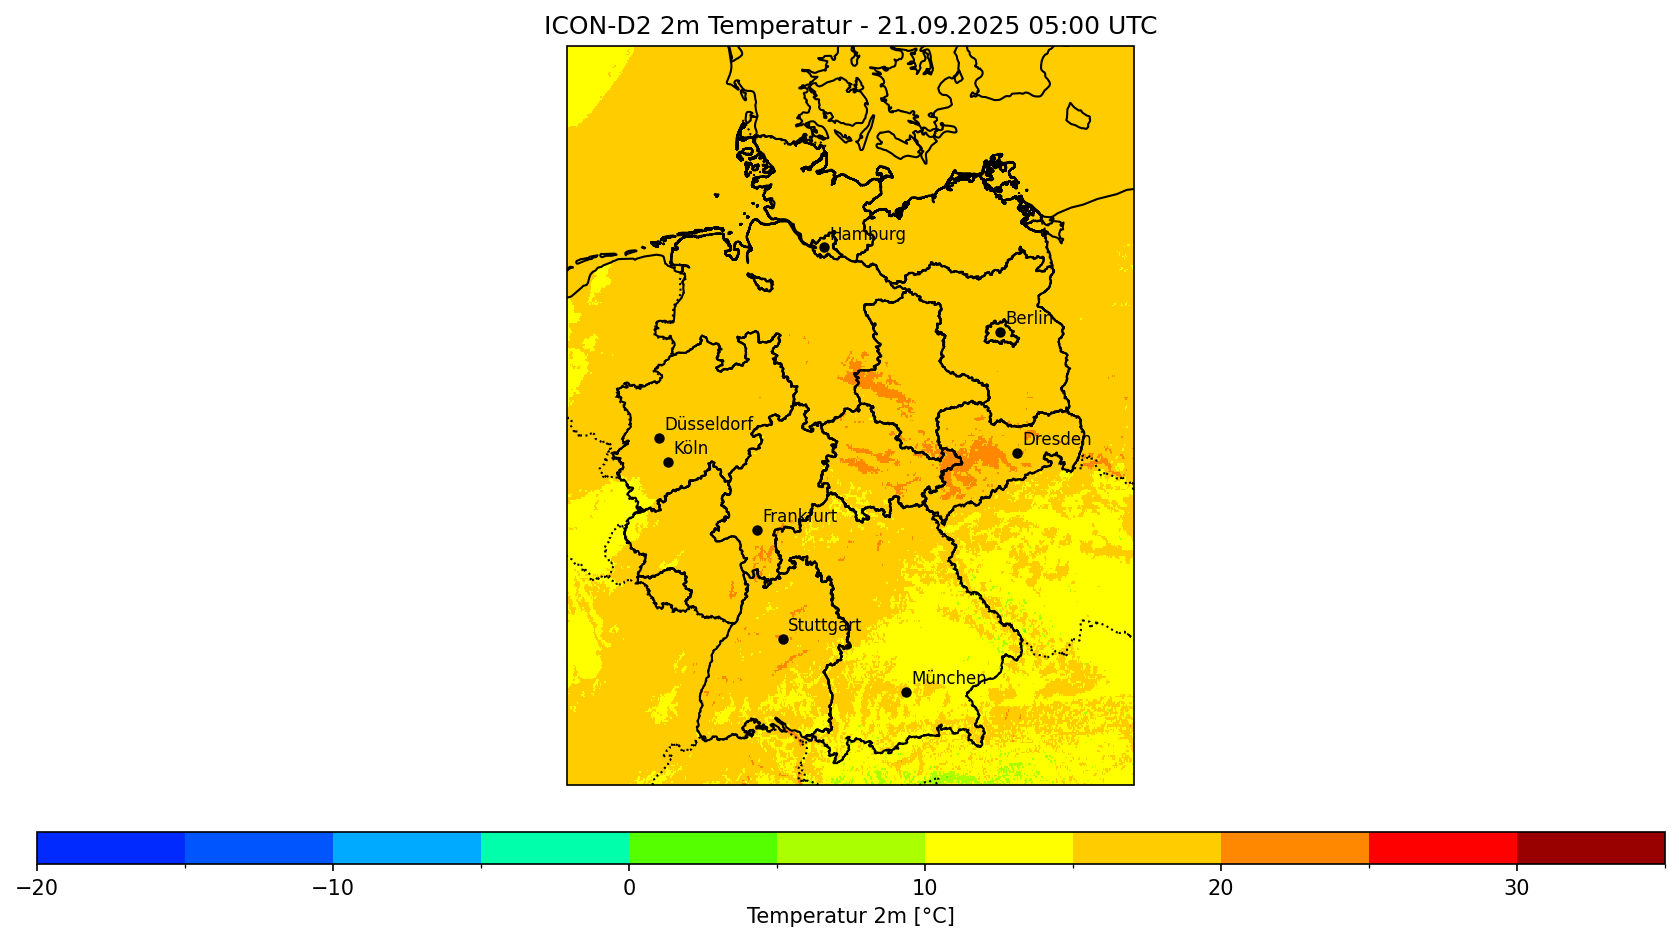 ICON-D2 2m Temperatur - 21.09.2025 05:00 UTC
Hamburg
Berlin
Düsseldorf
Dresden
Köln
Frankfurt
Stuttgart
München
−20 −10 0 10 20 30
Temperatur 2m [°C]